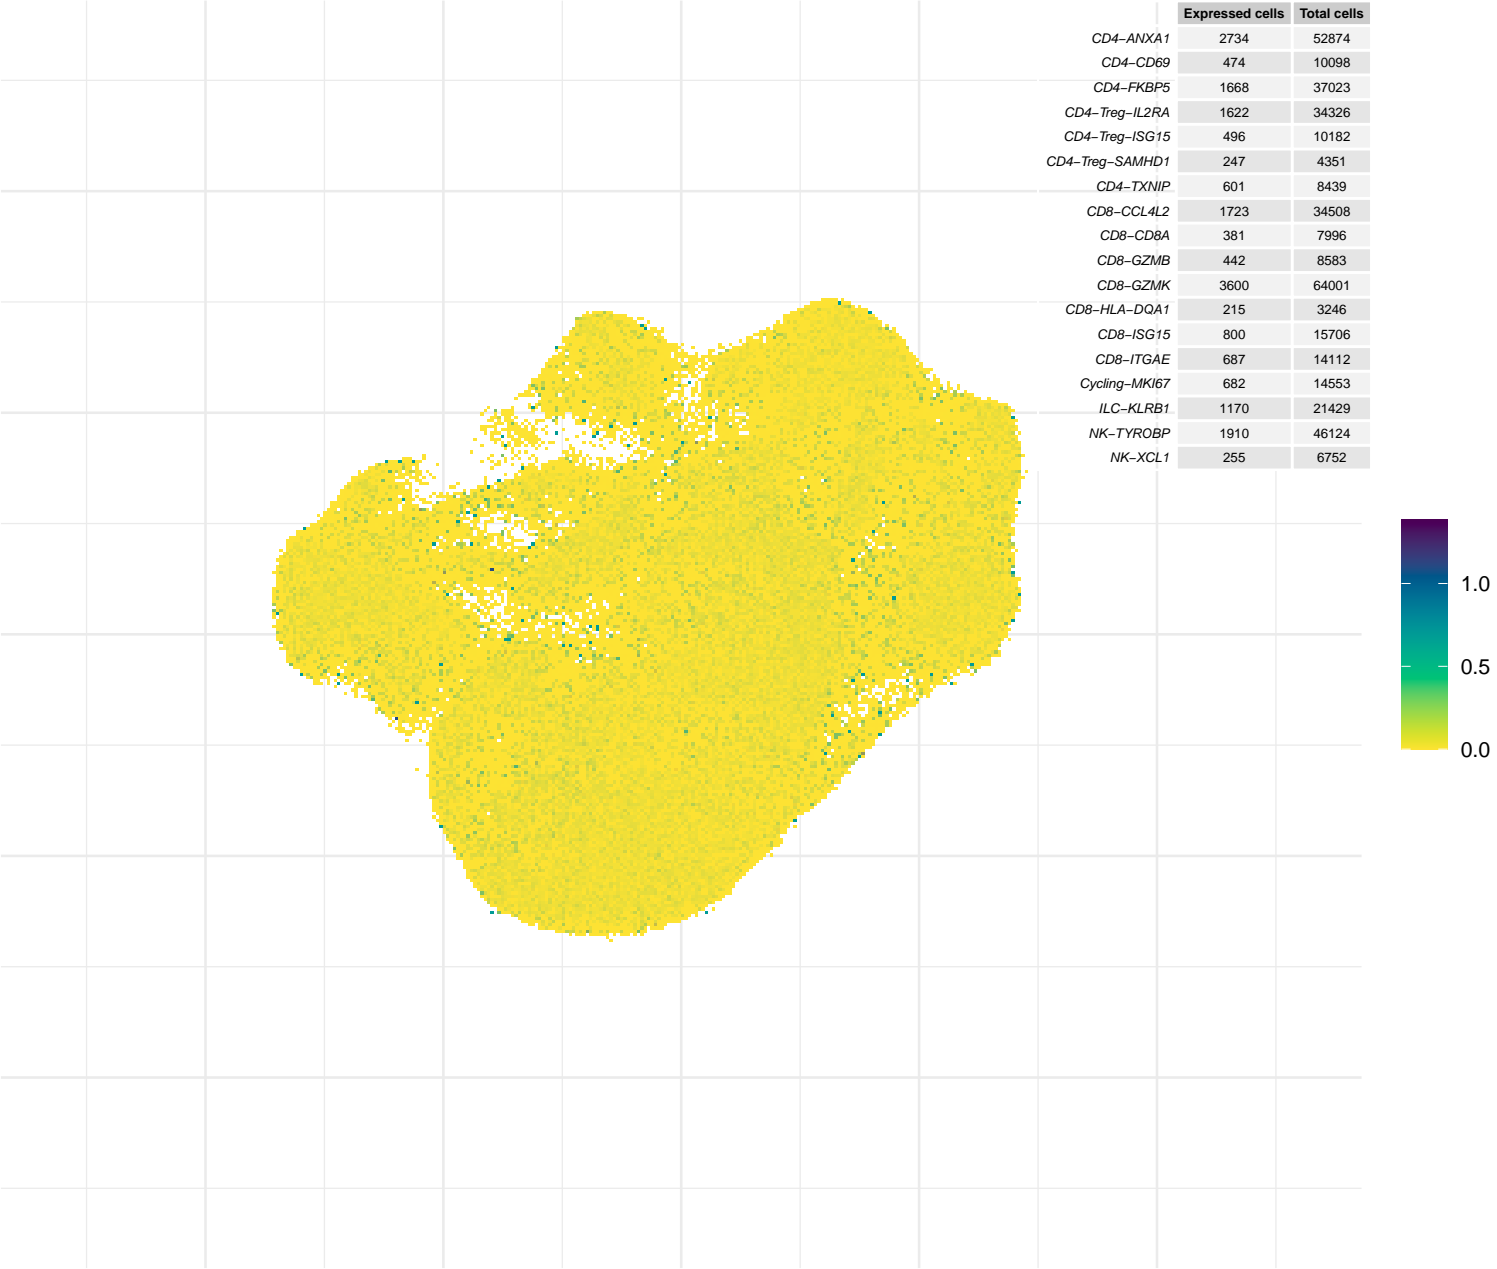 Expressed cells Total cells
CD4−ANXA1 2734 52874
CD4−CD69 474 10098
CD4−FKBP5 1668 37023
CD4−Treg−IL2RA 1622 34326
CD4−Treg−ISG15 496 10182
CD4−Treg−SAMHD1 247 4351
CD4−TXNIP 601 8439
CD8−CCL4L2 1723 34508
CD8−CD8A 381 7996
CD8−GZMB 442 8583
CD8−GZMK 3600 64001
CD8−HLA−DQA1 215 3246
CD8−ISG15 800 15706
CD8−ITGAE 687 14112
Cycling−MKI67 682 14553
ILC−KLRB1 1170 21429
NK−TYROBP 1910 46124
NK−XCL1 255 6752
1.0
0.5
0.0